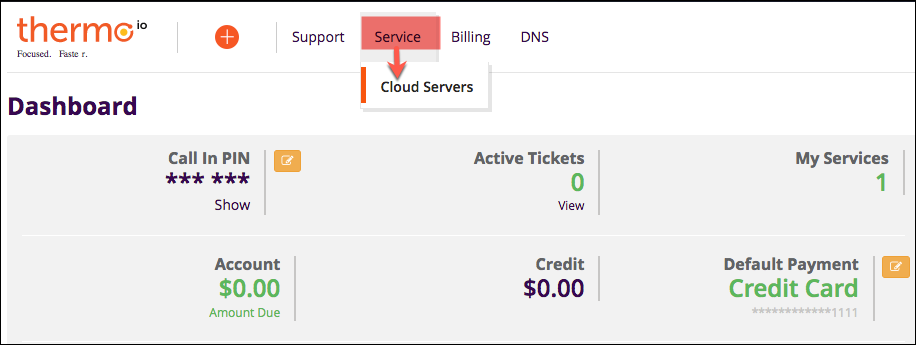 thermo io
Focused. Faste r.
Support Service Billing DNS
Cloud Servers
Dashboard
Call In PIN
*** ***
Show
Active Tickets
0
View
My Services
1
Account
$0.00
Amount Due
Credit
$0.00
Default Payment
Credit Card
************1111